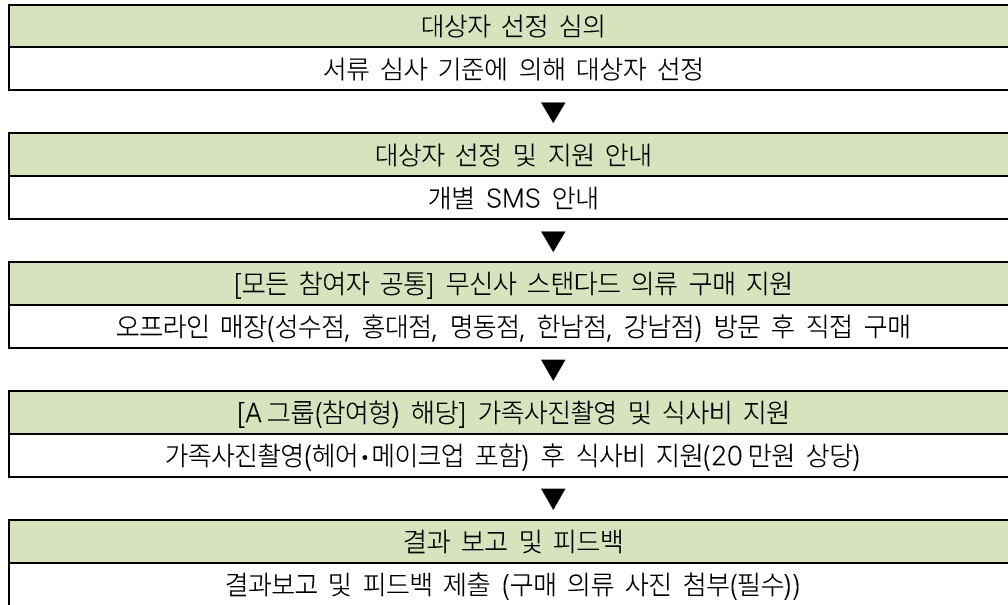 대상자 선정 심의
서류 심사 기준에 의해 대상자 선정
▼
대상자 선정 및 지원 안내
개별 SMS 안내
▼
[모든 참여자 공통] 무신사 스탠다드 의류 구매 지원
오프라인 매장(성수점, 홍대점, 명동점, 한남점, 강남점) 방문 후 직접 구매
▼
[A그룹(참여형) 해당] 가족사진촬영 및 식사비 지원
가족사진촬영(헤어·메이크업 포함) 후 식사비 지원(20만원 상당)
▼
결과 보고 및 피드백
결과보고 및 피드백 제출 (구매 의류 사진 첨부(필수))